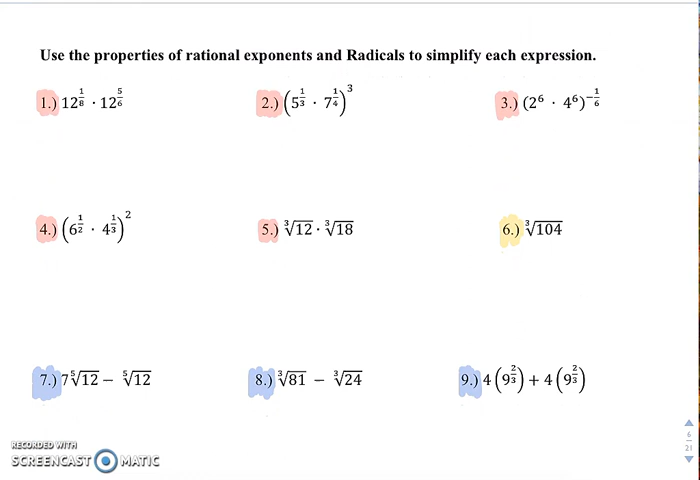 Use the properties of rational exponents and Radicals to simplify each expression.
1.) 12^(1/8) · 12^(5/6)
2.) (5^(1/3) · 7^(1/4))^3
3.) (2^6 · 4^6)^(-1/6)
4.) (6^(1/2) · 4^(1/3))^2
5.) ∛12 · ∛18
6.) ∛104
7.) 7⁵√12 − ⁵√12
8.) ∛81 − ∛24
9.) 4(9^(2/3)) + 4(9^(2/3))
6
21
RECORDED WITH
SCREENCAST MATIC